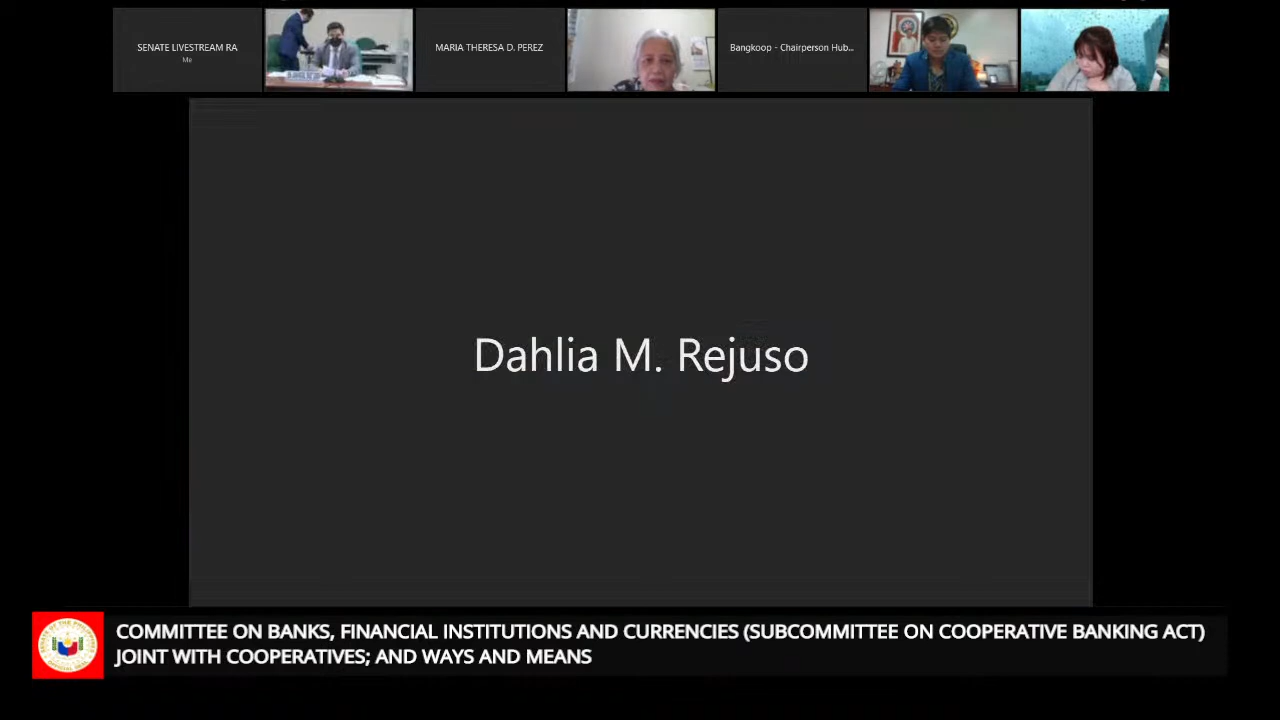 SENATE LIVESTREAM RA
Me
MARIA THERESA D. PEREZ
Bangkoop - Chairperson Hub...
Dahlia M. Rejuso
COMMITTEE ON BANKS, FINANCIAL INSTITUTIONS AND CURRENCIES (SUBCOMMITTEE ON COOPERATIVE BANKING ACT)
JOINT WITH COOPERATIVES; AND WAYS AND MEANS